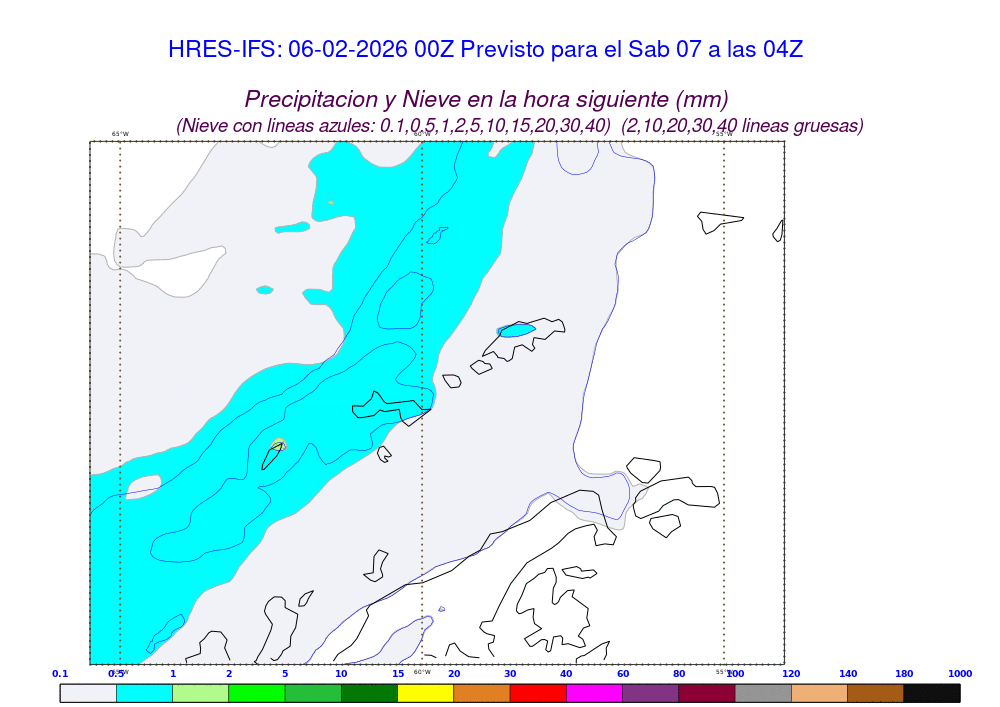 HRES-IFS: 06-02-2026 00Z Previsto para el Sab 07 a las 04Z
Precipitacion y Nieve en la hora siguiente (mm)
(Nieve con lineas azules: 0.1,0.5,1,2,5,10,15,20,30,40)  (2,10,20,30,40 lineas gruesas)
65°W 60°W 55°W
65°W 60°W 55°W
0.1 0.5 1 2 5 10 15 20 30 40 60 80 100 120 140 180 1000